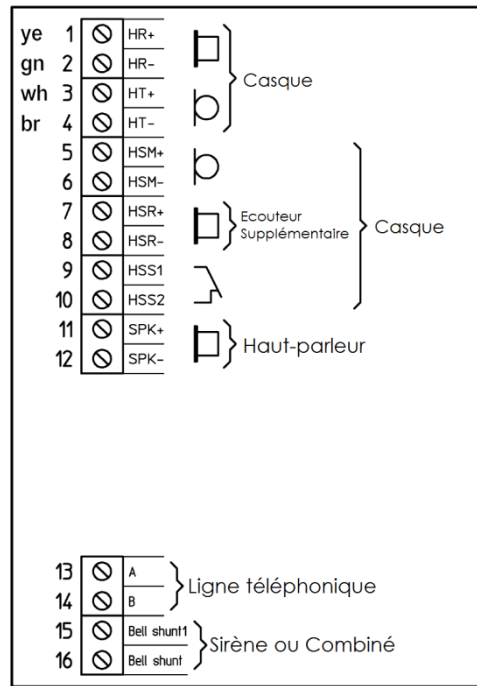 ye 1 HR+
gn 2 HR-
wh 3 HT+
br 4 HT-
Casque
5 HSM+
6 HSM-
7 HSR+
8 HSR-
Ecouteur
Supplémentaire
9 HSS1
10 HSS2
Casque
11 SPK+
12 SPK-
Haut-parleur
13 A
14 B
Ligne téléphonique
15 Bell shunt1
16 Bell shunt
Sirène ou Combiné